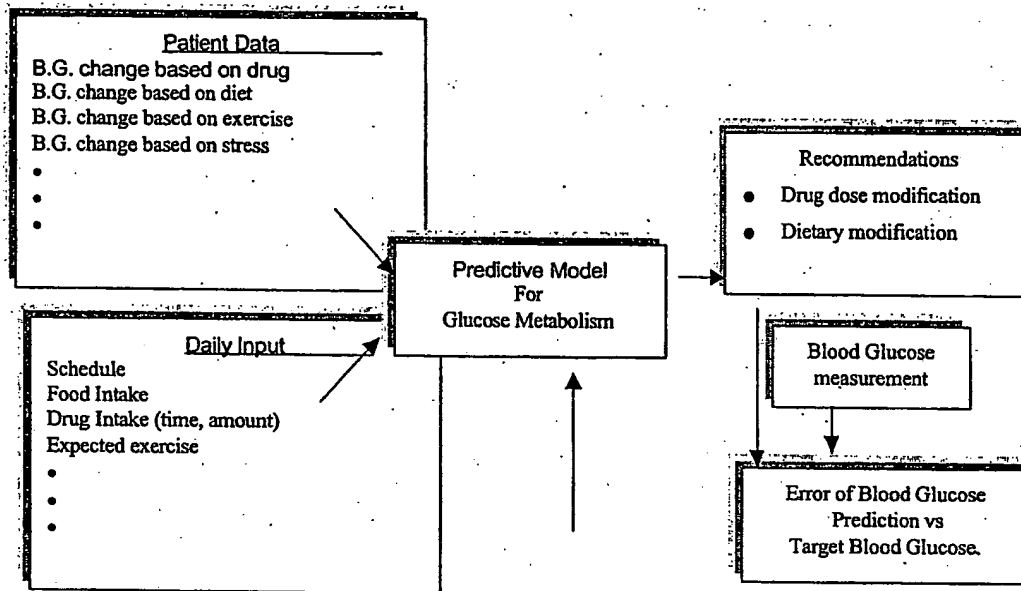 Patient Data
B.G. change based on drug
B.G. change based on diet
B.G. change based on exercise
B.G. change based on stress
•
•
•
Daily Input
Schedule
Food Intake
Drug Intake (time, amount)
Expected exercise
•
•
•
Predictive Model
For
Glucose Metabolism
Recommendations
• Drug dose modification
• Dietary modification
Blood Glucose
measurement
Error of Blood Glucose
Prediction vs
Target Blood Glucose.